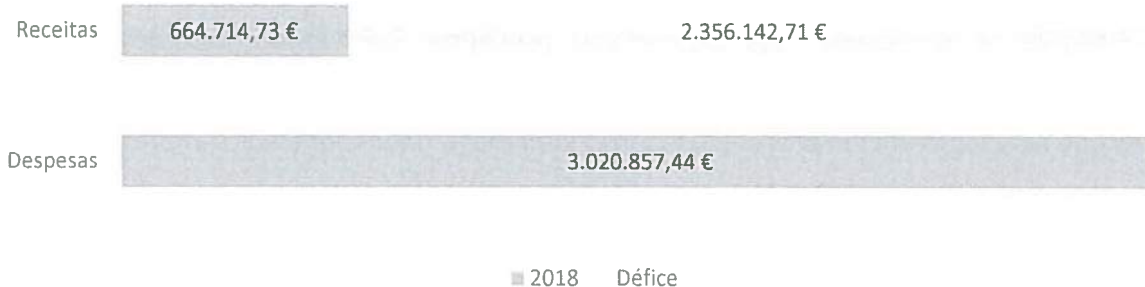 Receitas 664.714,73 € 2.356.142,71 €
Despesas 3.020.857,44 €
2018 Défice